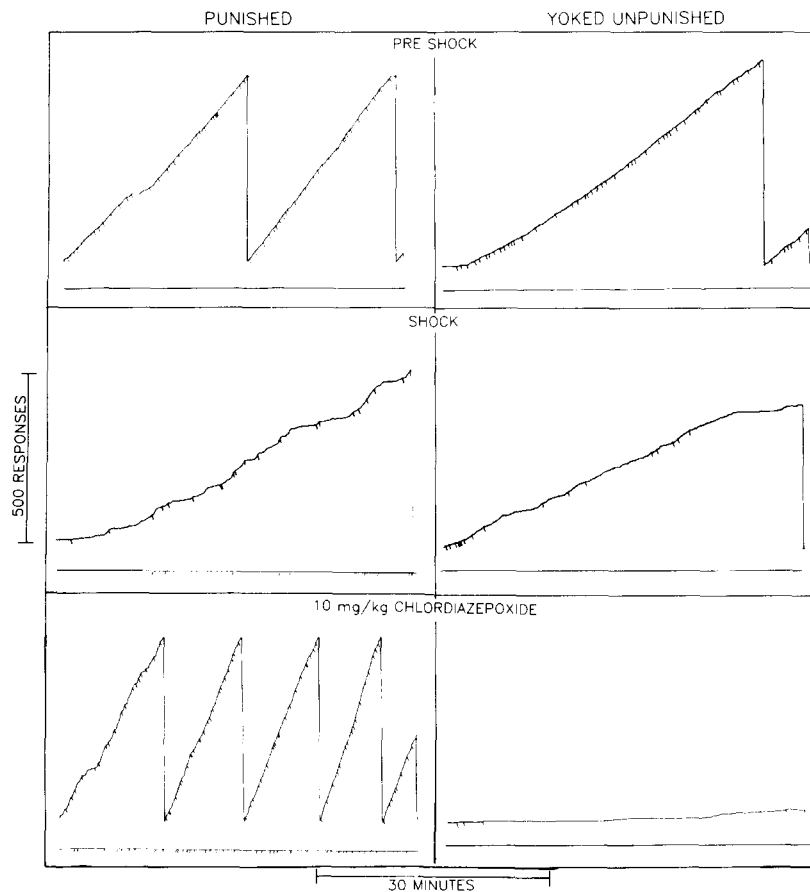 PUNISHED
YOKED UNPUNISHED
PRE SHOCK
SHOCK
500 RESPONSES
10 mg/kg CHLORDIAZEPOXIDE
30 MINUTES